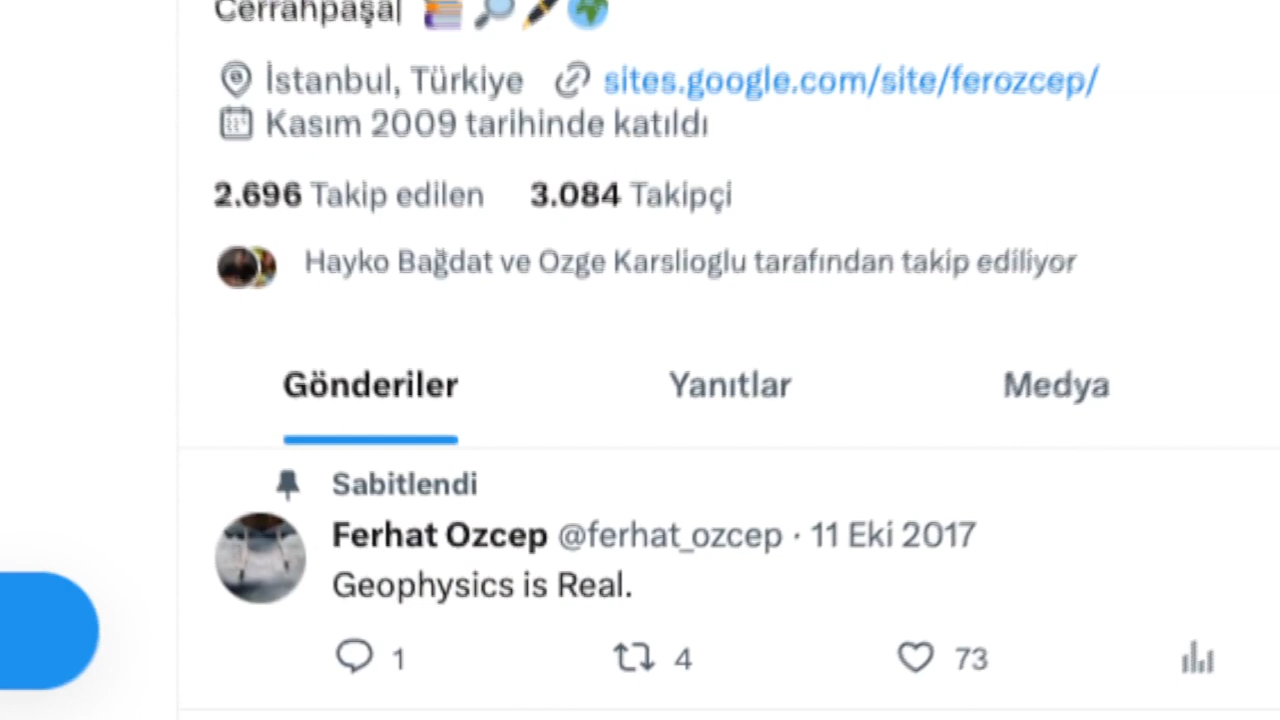 Cerrahpaşa|
İstanbul, Türkiye sites.google.com/site/ferozcep/
Kasım 2009 tarihinde katıldı
2.696 Takip edilen 3.084 Takipçi
Hayko Bağdat ve Ozge Karslioglu tarafından takip ediliyor
Gönderiler Yanıtlar Medya
Sabitlendi
Ferhat Ozcep @ferhat_ozcep · 11 Eki 2017
Geophysics is Real.
1 4 73